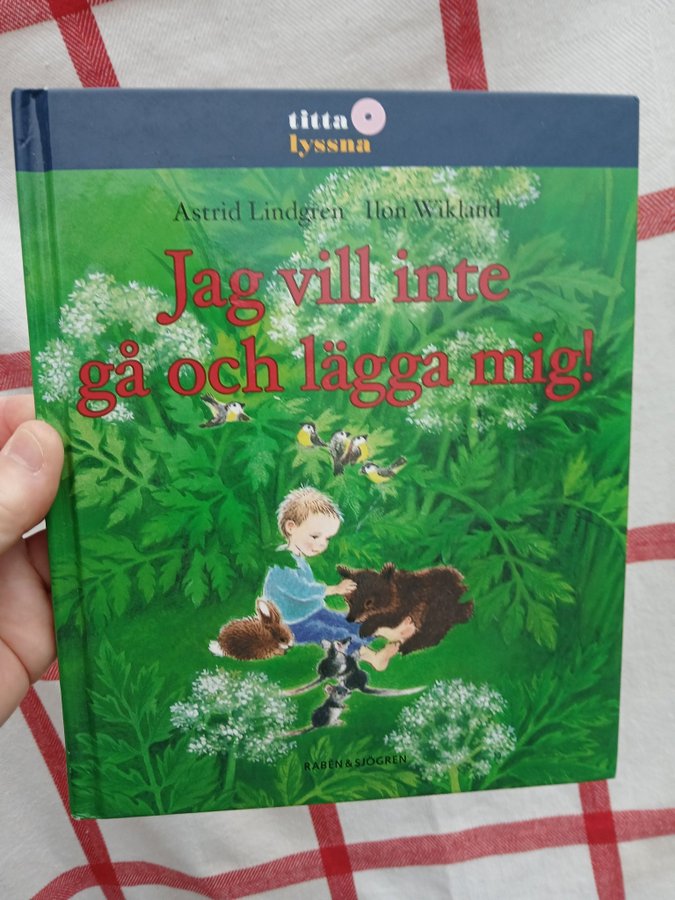 titta
lyssna
Astrid Lindgren Ilon Wikland
Jag vill inte
gå och lägga mig!
RABÉN & SJÖGREN